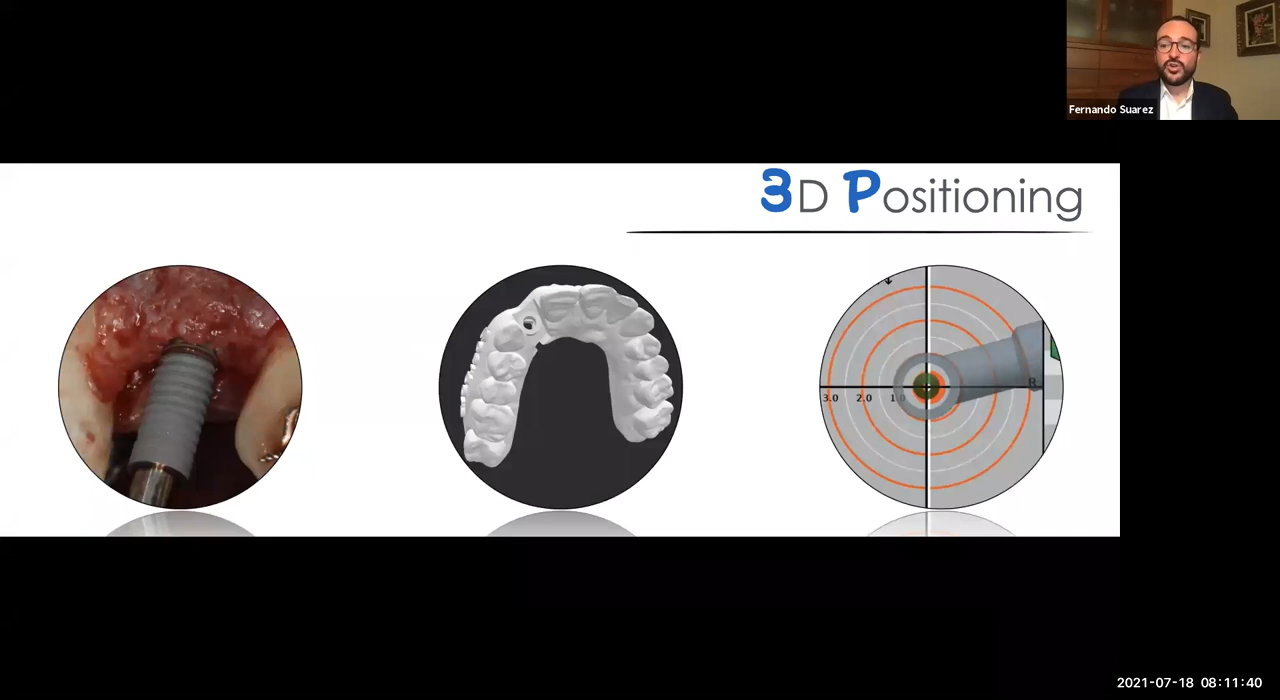 Fernando Suarez
3D Positioning
3.0 2.0 1.0
R
2021-07-18 08:11:40